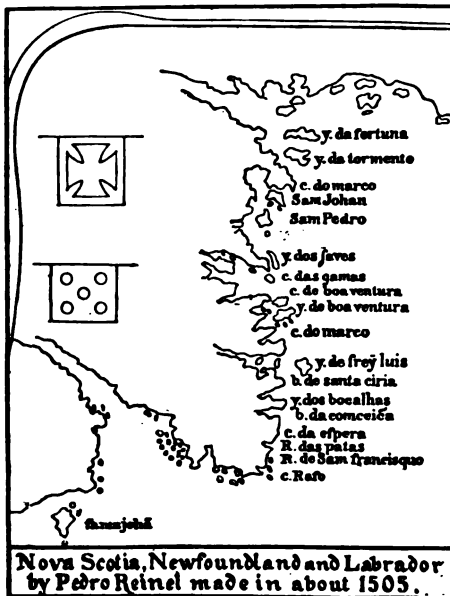 y. da fortuna
y. da tormento
c. do marco
Sam Johan
Sam Pedro
y. dos saves
c. das gamas
c. de boa ventura
y. de boa ventura
c. do marco
y. de frey luis
b. de santa ciria
y. dos bocalhas
b. da comceica
c. da espera
R. das patas
R. de Sam francisquo
c. Raso
Nova Scotia, Newfoundland and Labrador
by Pedro Reinel made in about 1505.